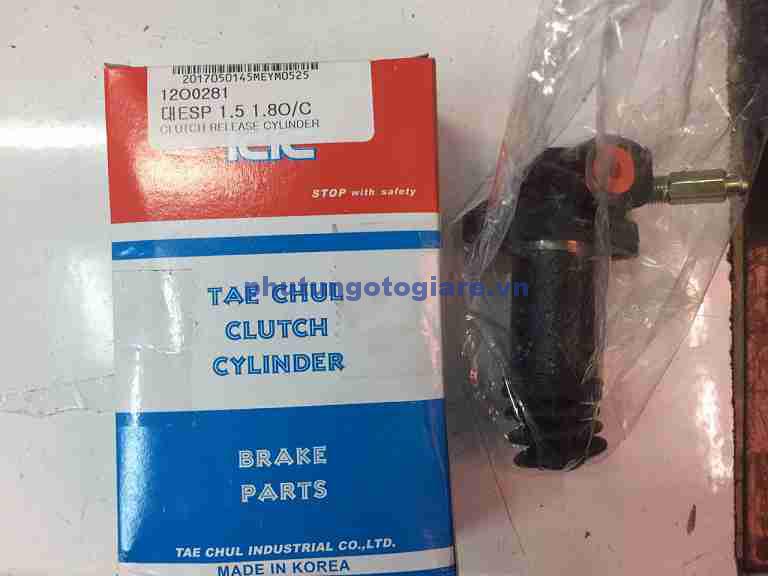 2017050145MEYM0525
1200281
대ESP 1.5 1.8O/C
CLUTCH RELEASE CYLINDER
STOP with safety
phutungotogiare.vn
TAE CHUL
CLUTCH
CYLINDER
BRAKE
PARTS
TAE CHUL INDUSTRIAL CO.,LTD.
MADE IN KOREA